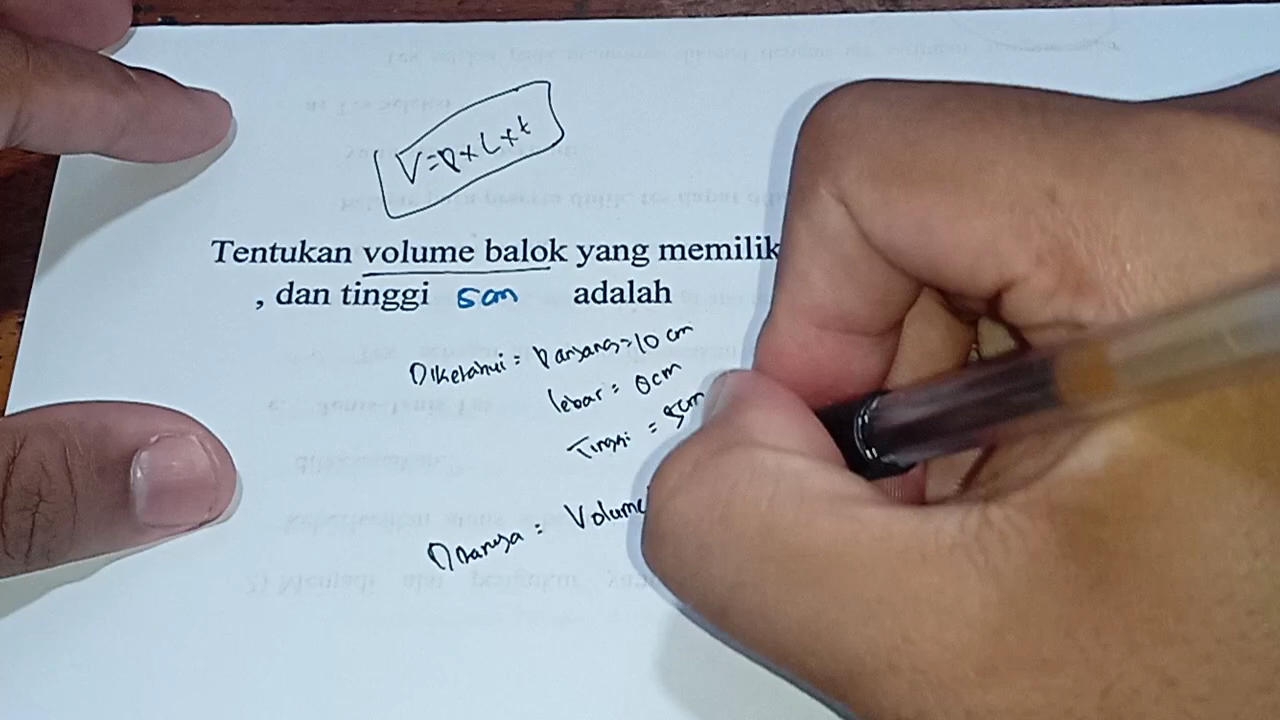 V=PxLxt
Tentukan volume balok yang memilik
, dan tinggi 5cm adalah
Diketahui = Panjang = 10 cm
lebar = 8cm
Tinggi = 5cm
Ditanya = Volume